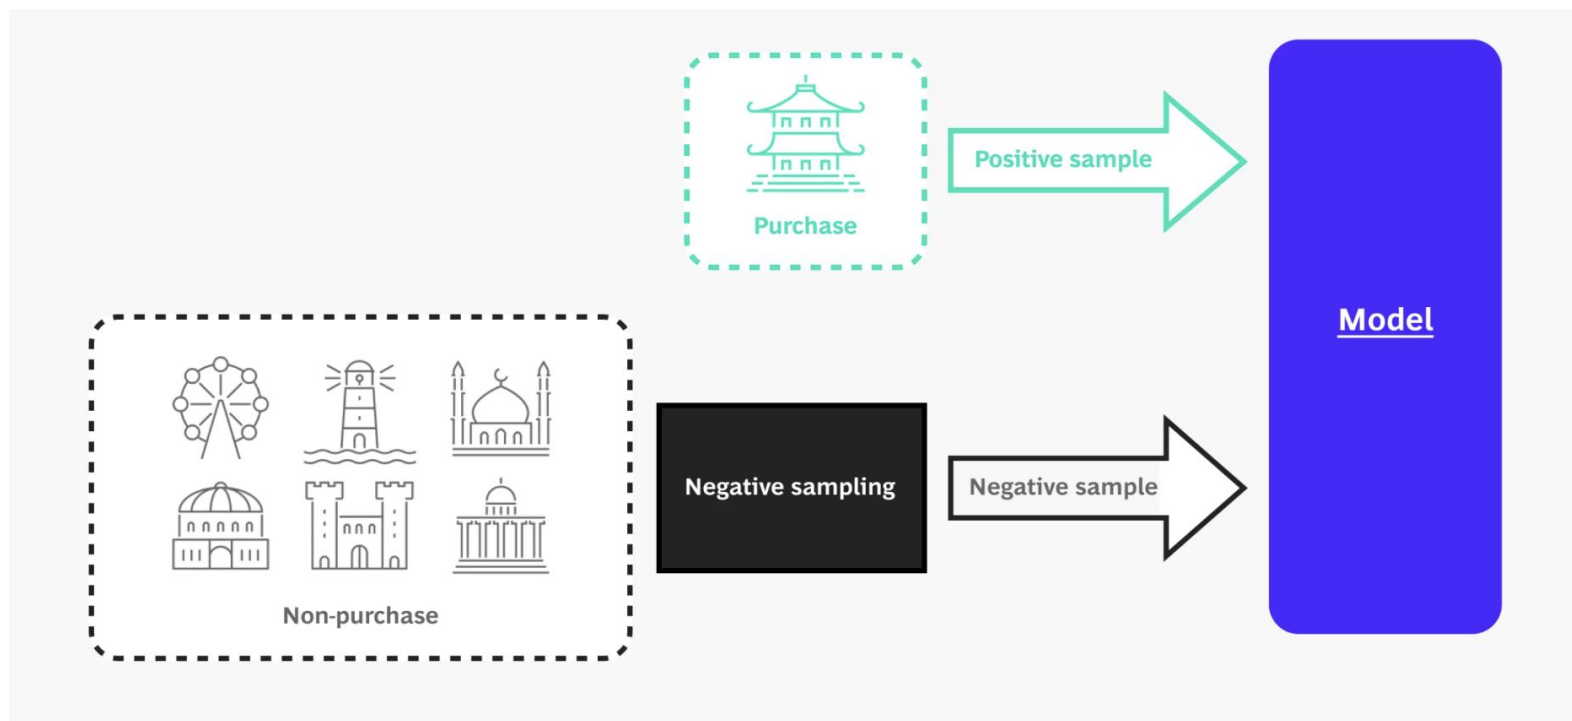 Purchase
Positive sample
Model
Non-purchase
Negative sampling
Negative sample